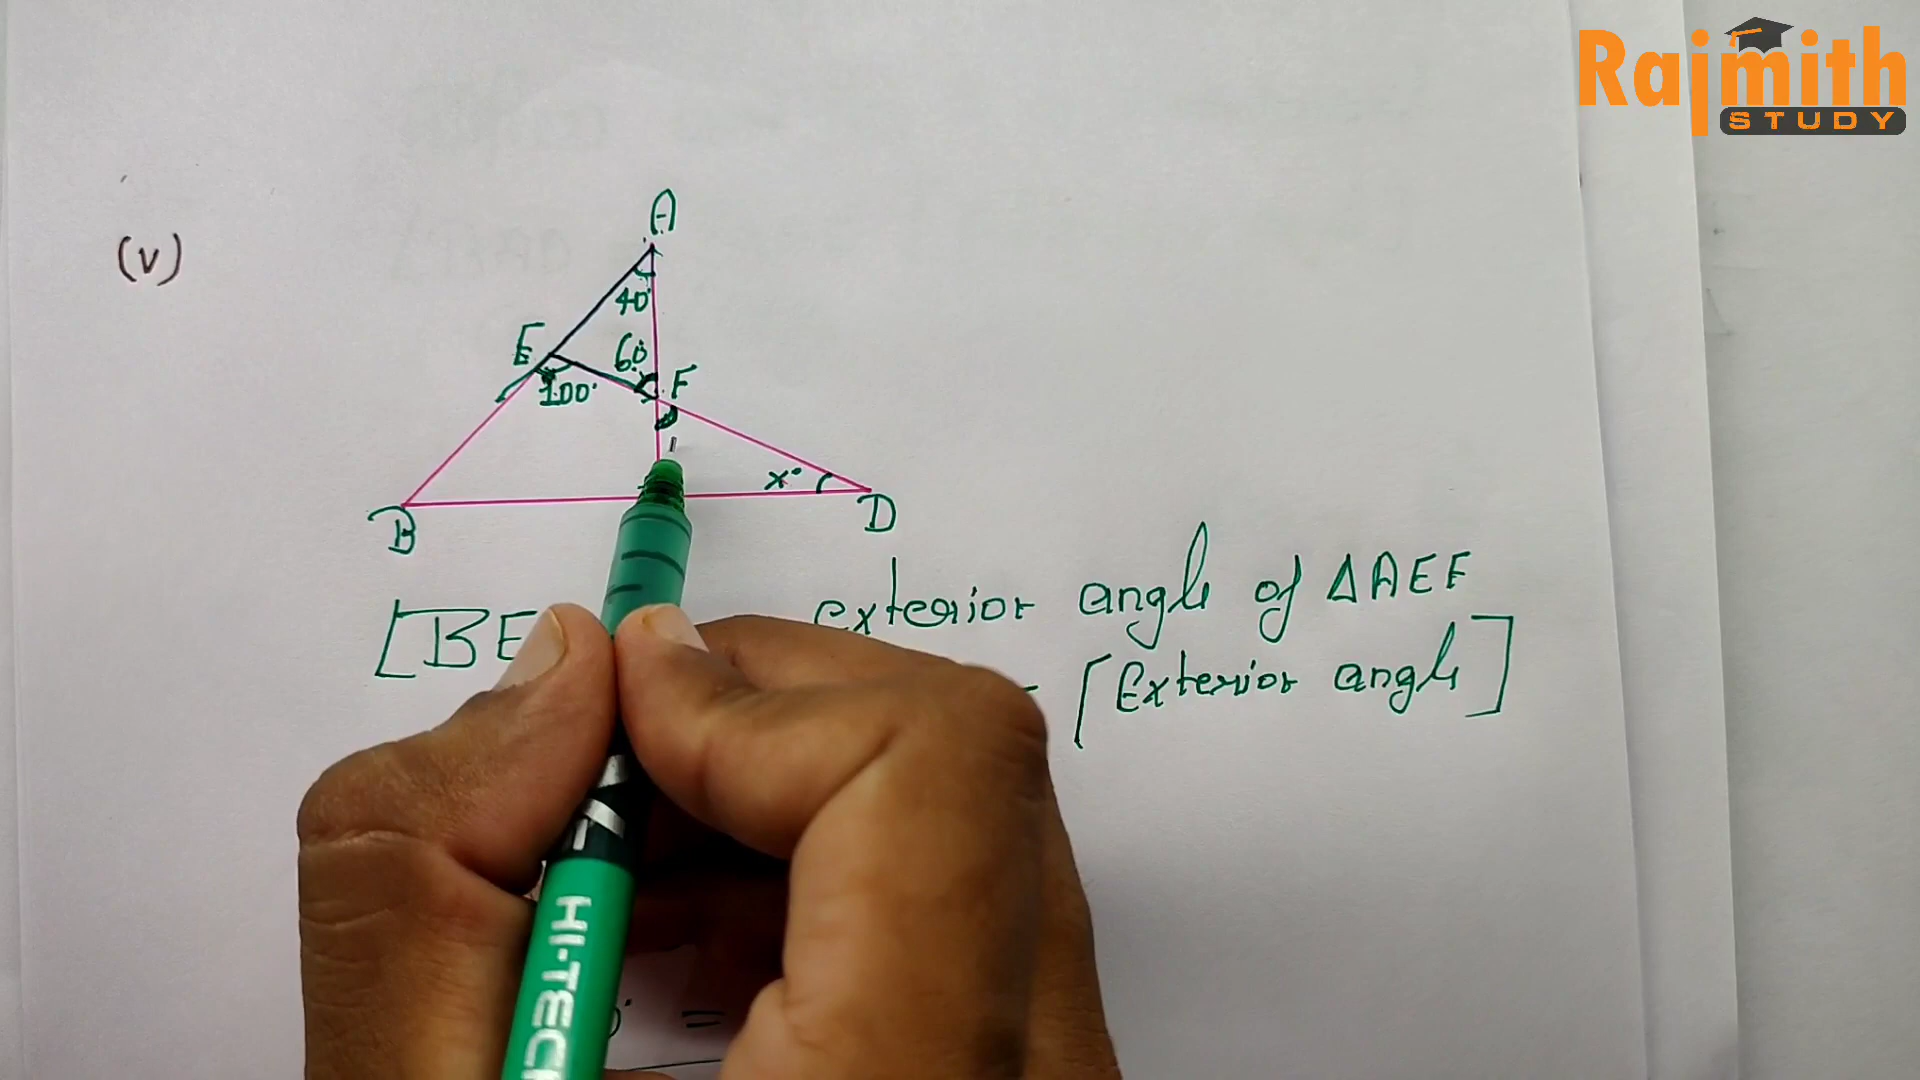 Rajmith
STUDY
(v)
A
40°
E
60°
100°
F
x°
B
D
[BE
exterior angle of ΔAEF
[Exterior angle]
=
HI-TEC